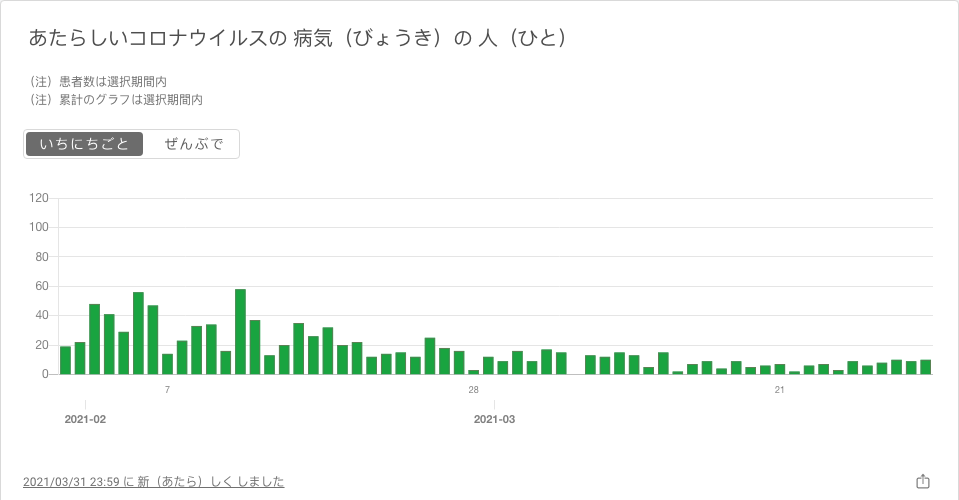 あたらしいコロナウイルスの 病気（びょうき）の 人（ひと）
（注）患者数は選択期間内
（注）累計のグラフは選択期間内
いちにちごと ぜんぶで
120
100
80
60
40
20
0
7 28 21
2021-02 2021-03
2021/03/31 23:59 に 新（あたら）しく しました